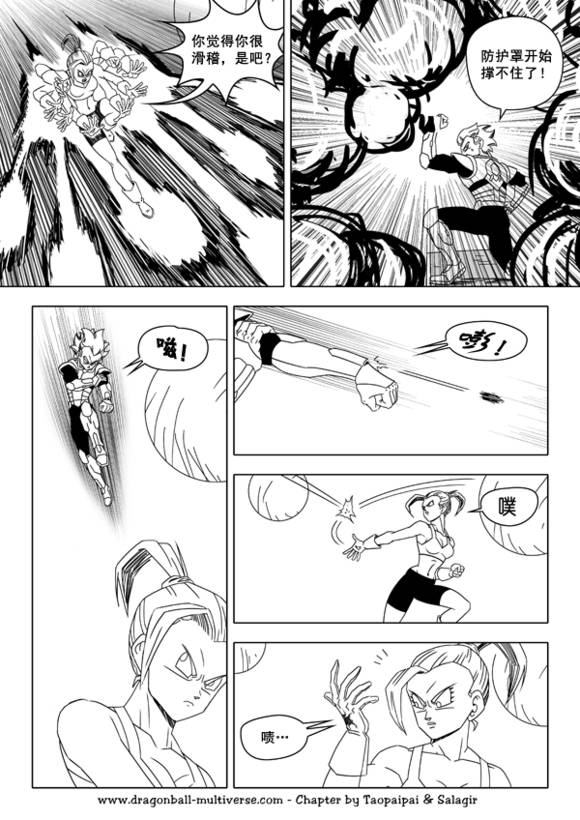 你觉得你很
滑稽，是吧？
防护罩开始
撑不住了！
嗞！
嘭！
噗
啧…
www.dragonball-multiverse.com - Chapter by Taopaipai & Salagir